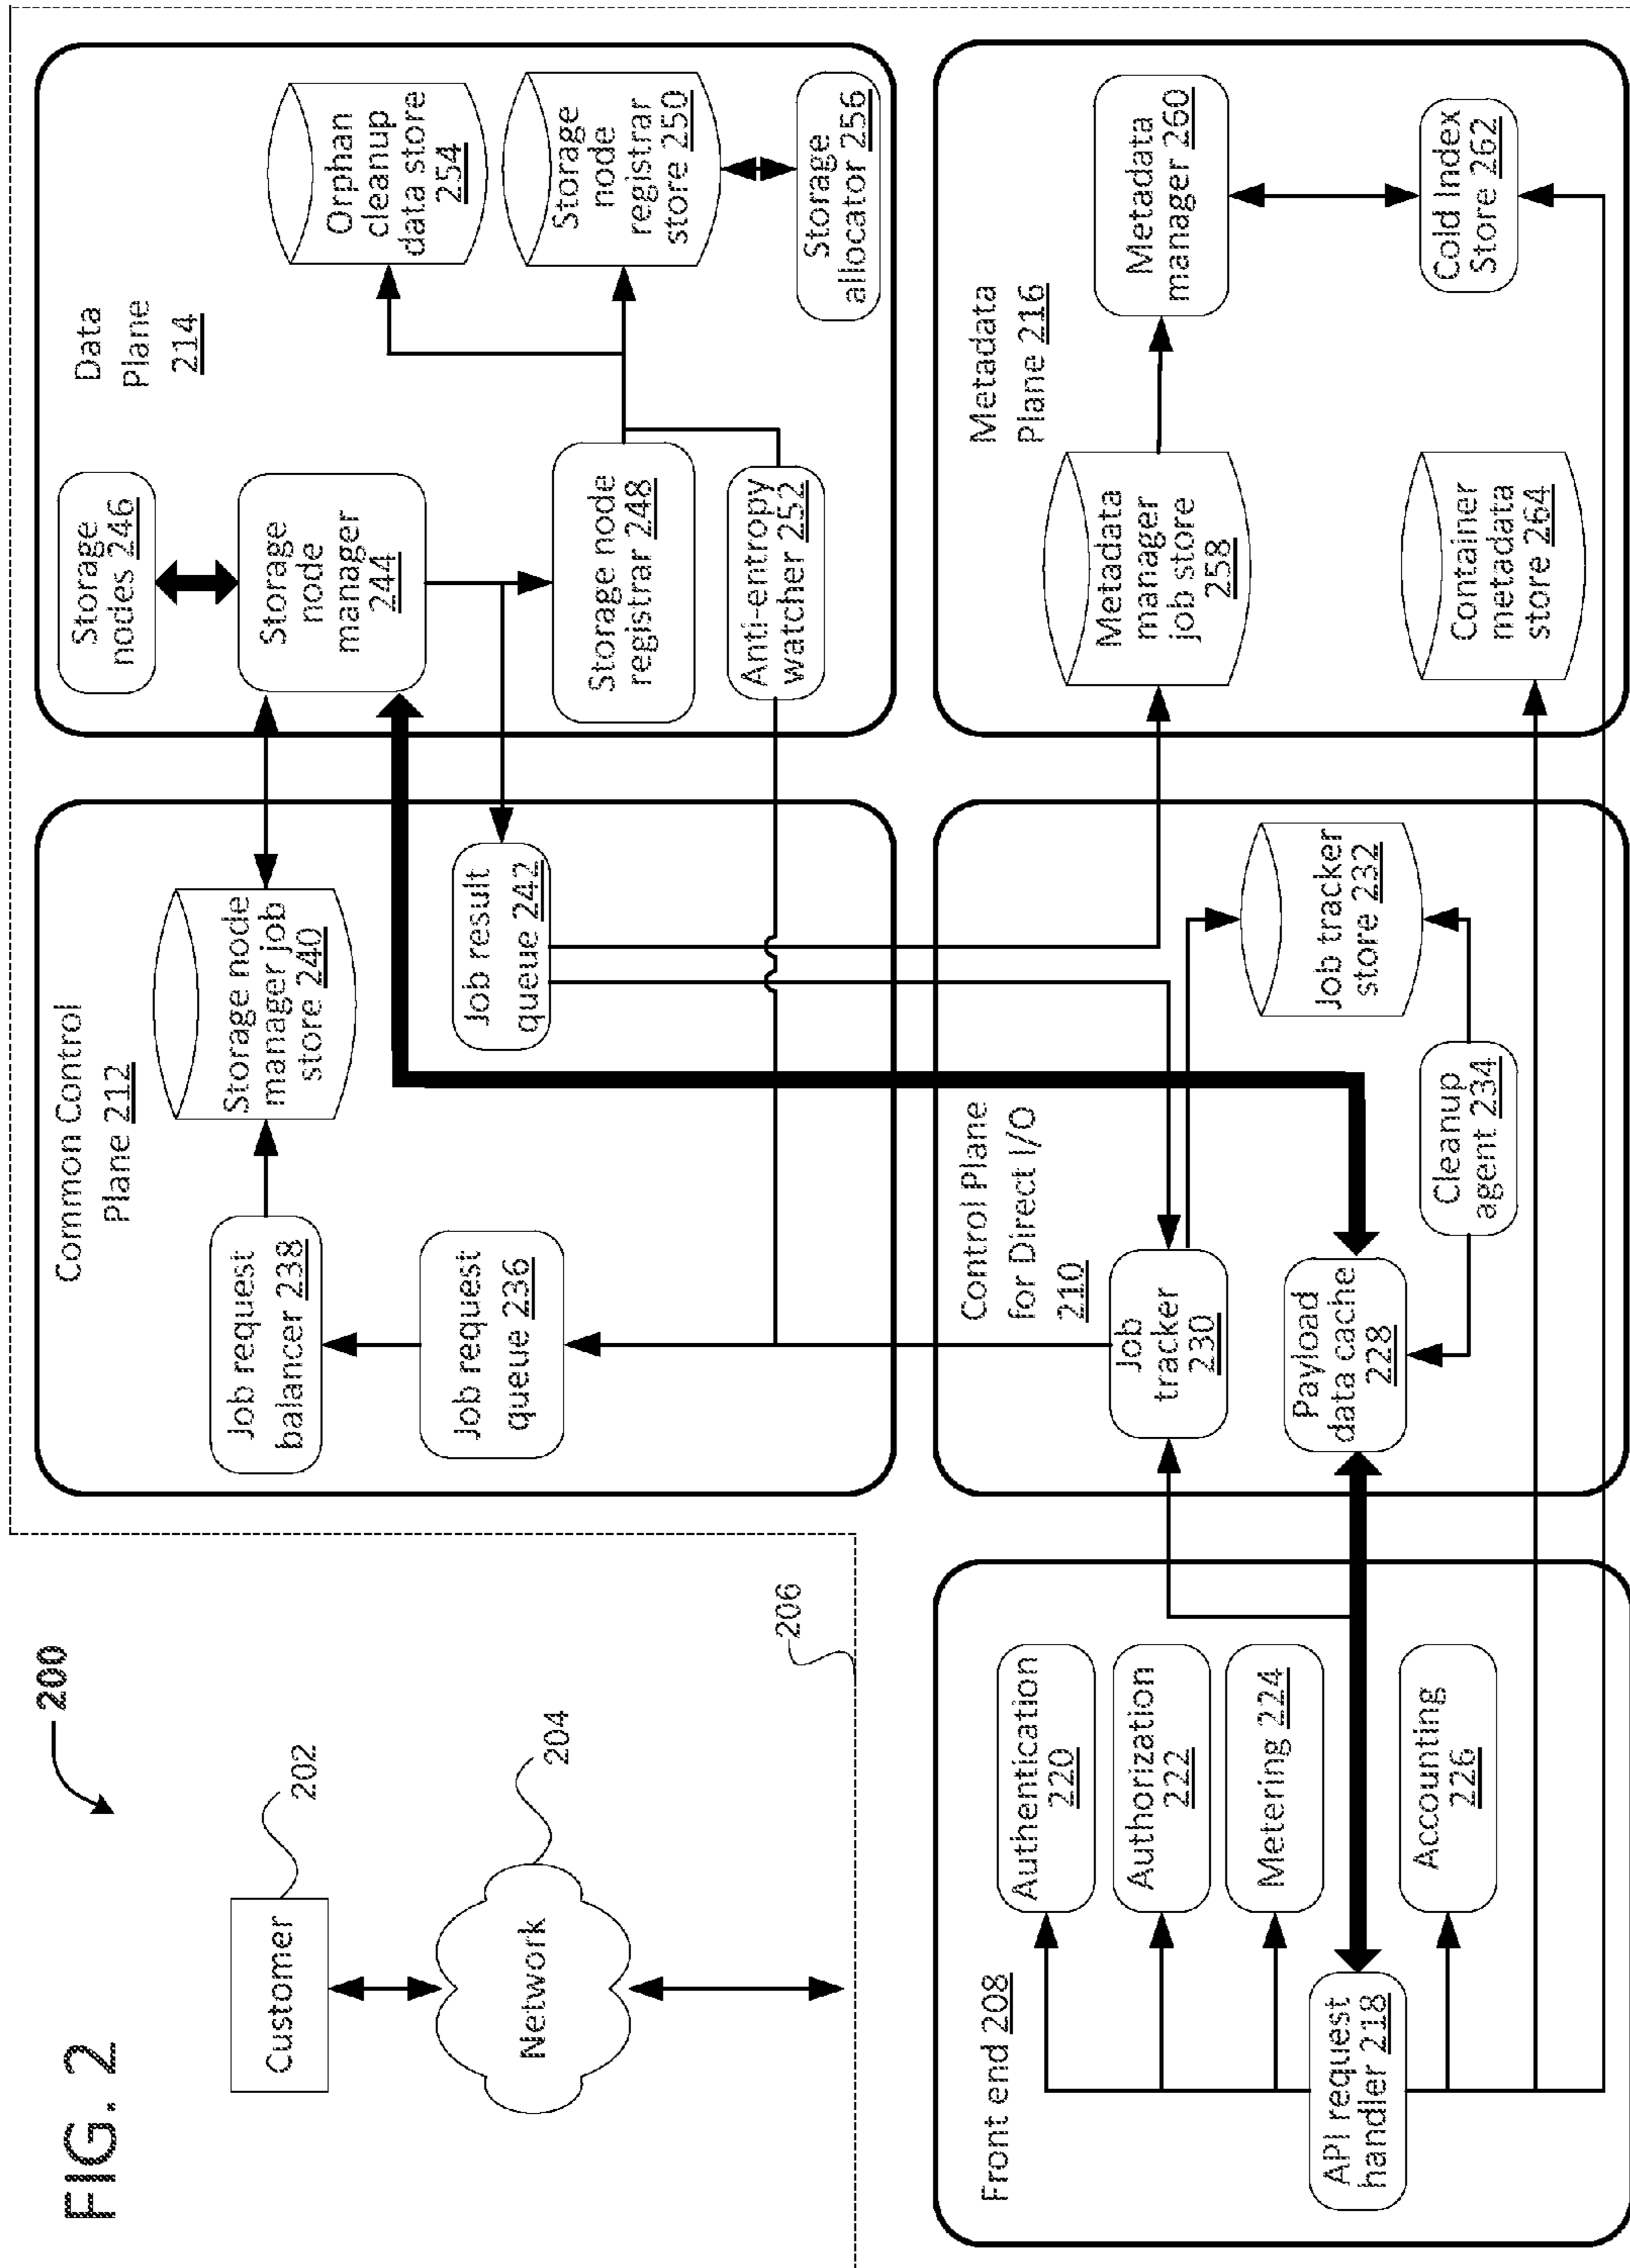 FIG. 2
200
Customer
202
Network
204
206
Front end 208
API request
handler 218
Authentication
220
Authorization
222
Metering 224
Accounting
226
Common Control
Plane 212
Job request
balancer 238
Job request
queue 236
Storage node
manager job
store 240
Job result
queue 242
Control Plane
for Direct I/O
210
Job
tracker
230
Payload
data cache
228
Job tracker
store 232
Cleanup
agent 234
Data
Plane
214
Storage
nodes 246
Storage
node
manager
244
Storage node
registrar 248
Anti-entropy
watcher 252
Orphan
cleanup
data store
254
Storage
node
registrar
store 250
Storage
allocator 256
Metadata
Plane 216
Metadata
manager
job store
258
Metadata
manager 260
Container
metadata
store 264
Cold Index
Store 262